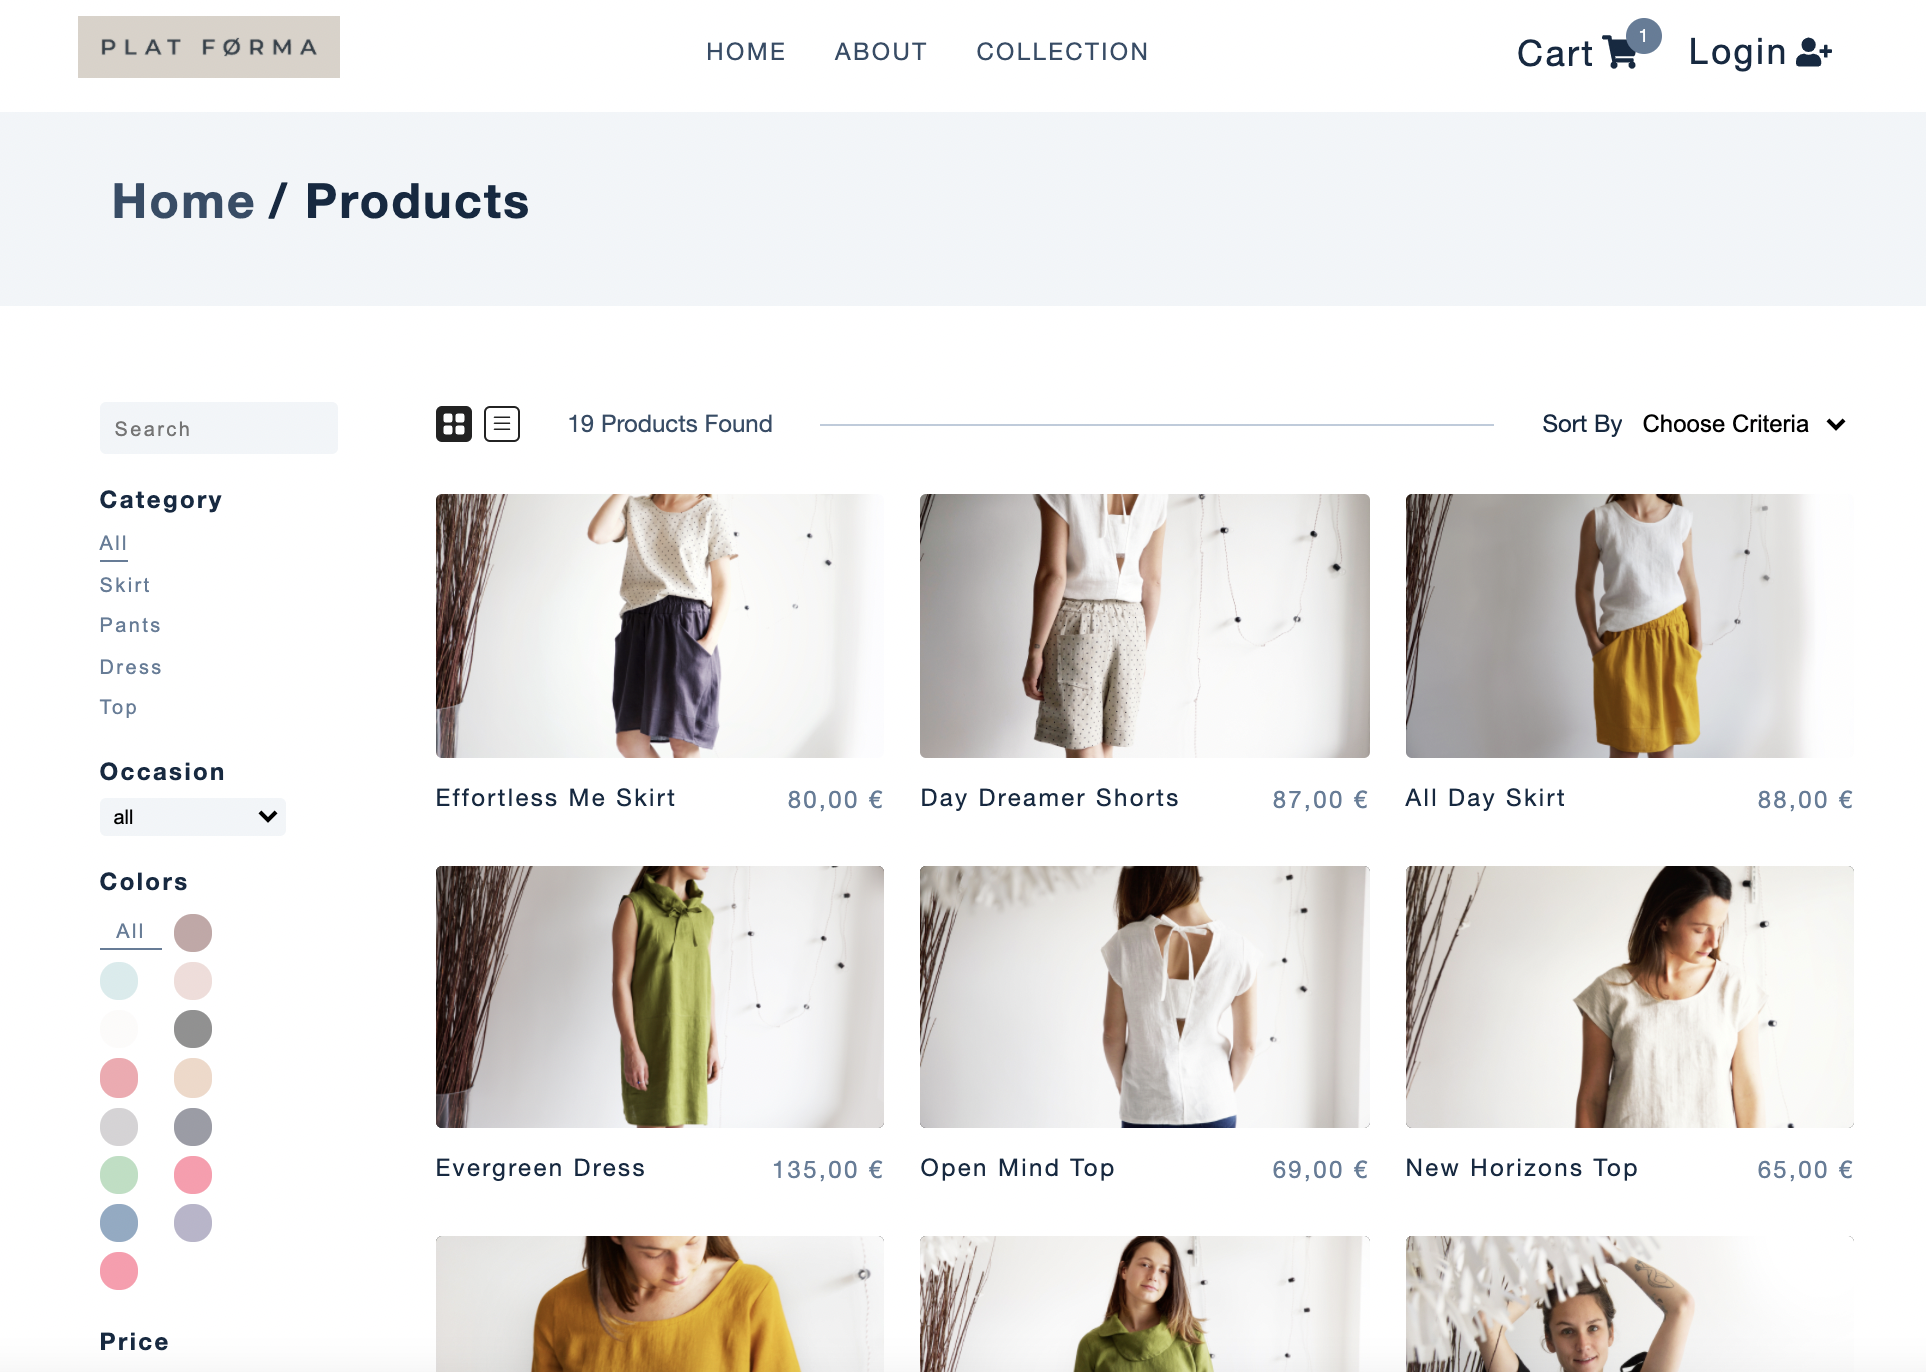 PLAT FØRMA
HOME ABOUT COLLECTION
Cart 1 Login
Home / Products
Search
Category
All
Skirt
Pants
Dress
Top
Occasion
all
Colors
All
Price
19 Products Found
Sort By Choose Criteria
Effortless Me Skirt 80,00 €
Day Dreamer Shorts 87,00 €
All Day Skirt 88,00 €
Evergreen Dress 135,00 €
Open Mind Top 69,00 €
New Horizons Top 65,00 €